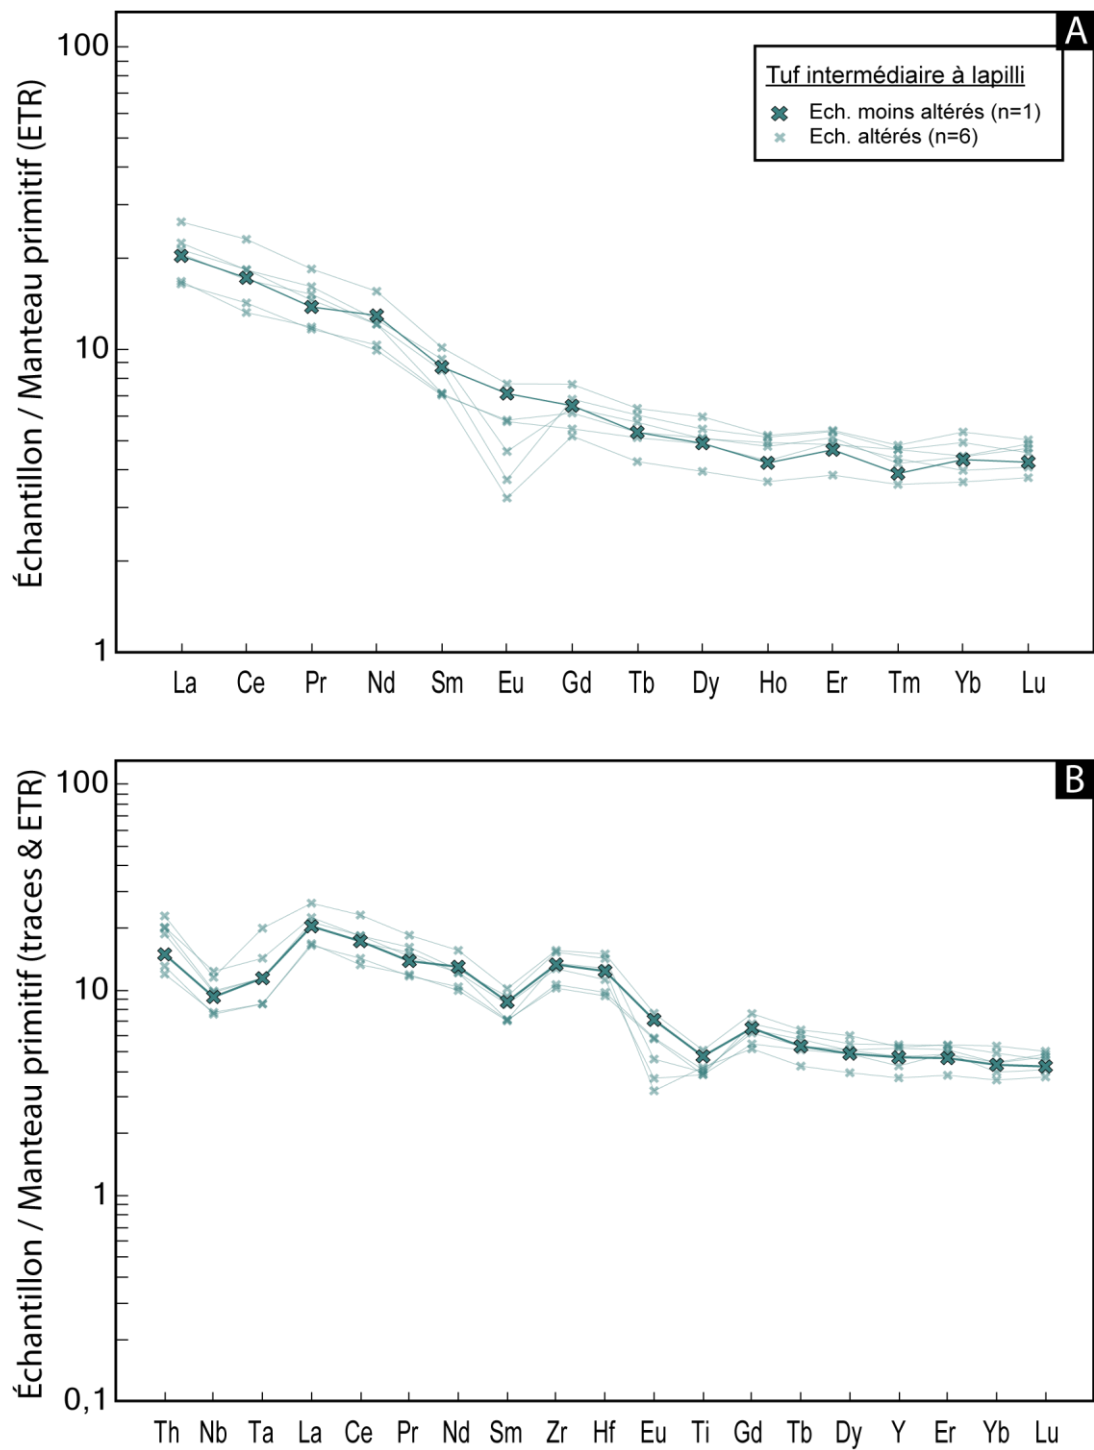 A
100
Tuf intermédiaire à lapilli
Ech. moins altérés (n=1)
Ech. altérés (n=6)
Échantillon / Manteau primitif (ETR)
10
1
La Ce Pr Nd Sm Eu Gd Tb Dy Ho Er Tm Yb Lu
B
100
Échantillon / Manteau primitif (traces & ETR)
10
1
0,1
Th Nb Ta La Ce Pr Nd Sm Zr Hf Eu Ti Gd Tb Dy Y Er Yb Lu